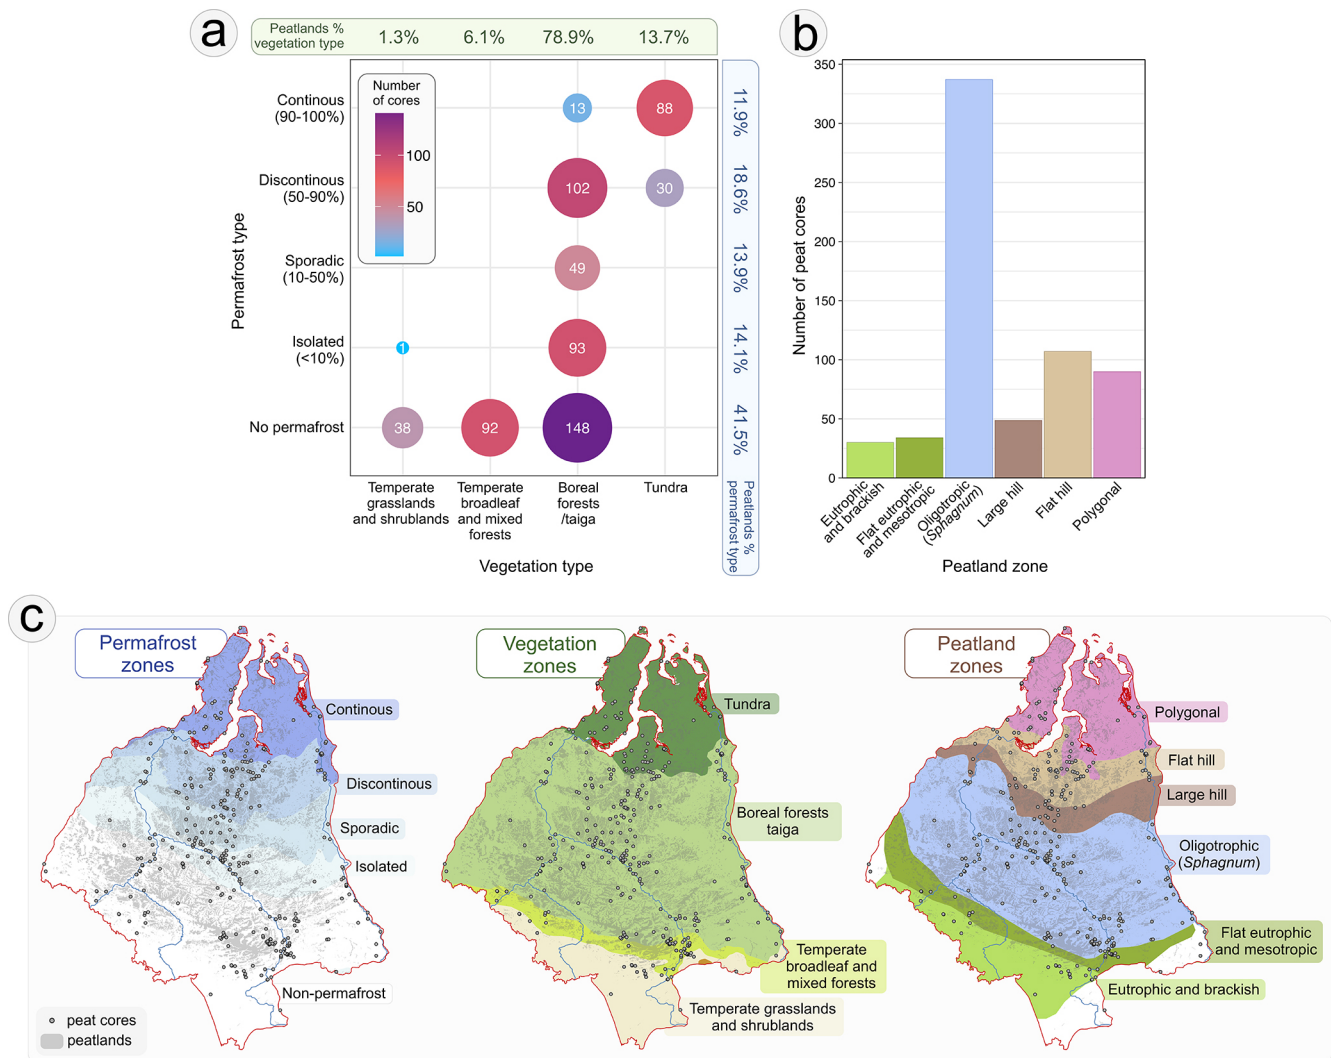 a
Peatlands %
vegetation type
1.3%
6.1%
78.9%
13.7%
Number
of cores
100
50
Permafrost type
Continous
(90-100%)
Discontinous
(50-90%)
Sporadic
(10-50%)
Isolated
(<10%)
No permafrost
13
88
102
30
49
1
93
38
92
148
11.9%
18.6%
13.9%
14.1%
41.5%
Peatlands %
permafrost type
Temperate
grasslands
and shrublands
Temperate
broadleaf
and mixed
forests
Boreal
forests
/taiga
Tundra
Vegetation type
b
Number of peat cores
350
300
250
200
150
100
50
0
Eutrophic
and brackish
Flat eutrophic
and mesotropic
Oligotropic
(Sphagnum)
Large hill
Flat hill
Polygonal
Peatland zone
c
Permafrost
zones
Continous
Discontinous
Sporadic
Isolated
Non-permafrost
peat cores
peatlands
Vegetation
zones
Tundra
Boreal forests
taiga
Temperate
broadleaf and
mixed forests
Temperate grasslands
and shrublands
Peatland
zones
Polygonal
Flat hill
Large hill
Oligotrophic
(Sphagnum)
Flat eutrophic
and mesotropic
Eutrophic and brackish